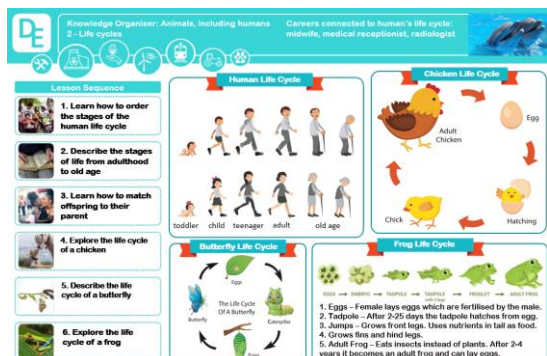 DE
Knowledge Organiser: Animals, including humans
2 - Life cycles
Careers connected to human's life cycle:
midwife, medical receptionist, radiologist
Lesson Sequence
1. Learn how to order
the stages of the
human life cycle
2. Describe the stages
of life from adulthood
to old age
3. Learn how to match
offspring to their
parent
4. Explore the life cycle
of a chicken
5. Describe the life
cycle of a butterfly
6. Explore the life
cycle of a frog
Human Life Cycle
toddler child teenager adult old age
Chicken Life Cycle
Adult
Chicken
Egg
Hatching
Chick
Butterfly Life Cycle
Eggs
The Life Cycle
Of A Butterfly
Butterfly
Caterpillar
Frog Life Cycle
EGGS EMBRYO TADPOLE TADPOLE FROGLET ADULT FROG
1. Eggs – Female lays eggs which are fertilised by the male.
2. Tadpole – After 2-25 days the tadpole hatches from egg.
3. Jumps – Grows front legs. Uses nutrients in tail as food.
4. Grows fins and hind legs.
5. Adult Frog – Eats insects instead of plants. After 2-4
years it becomes an adult frog and can lay eggs.